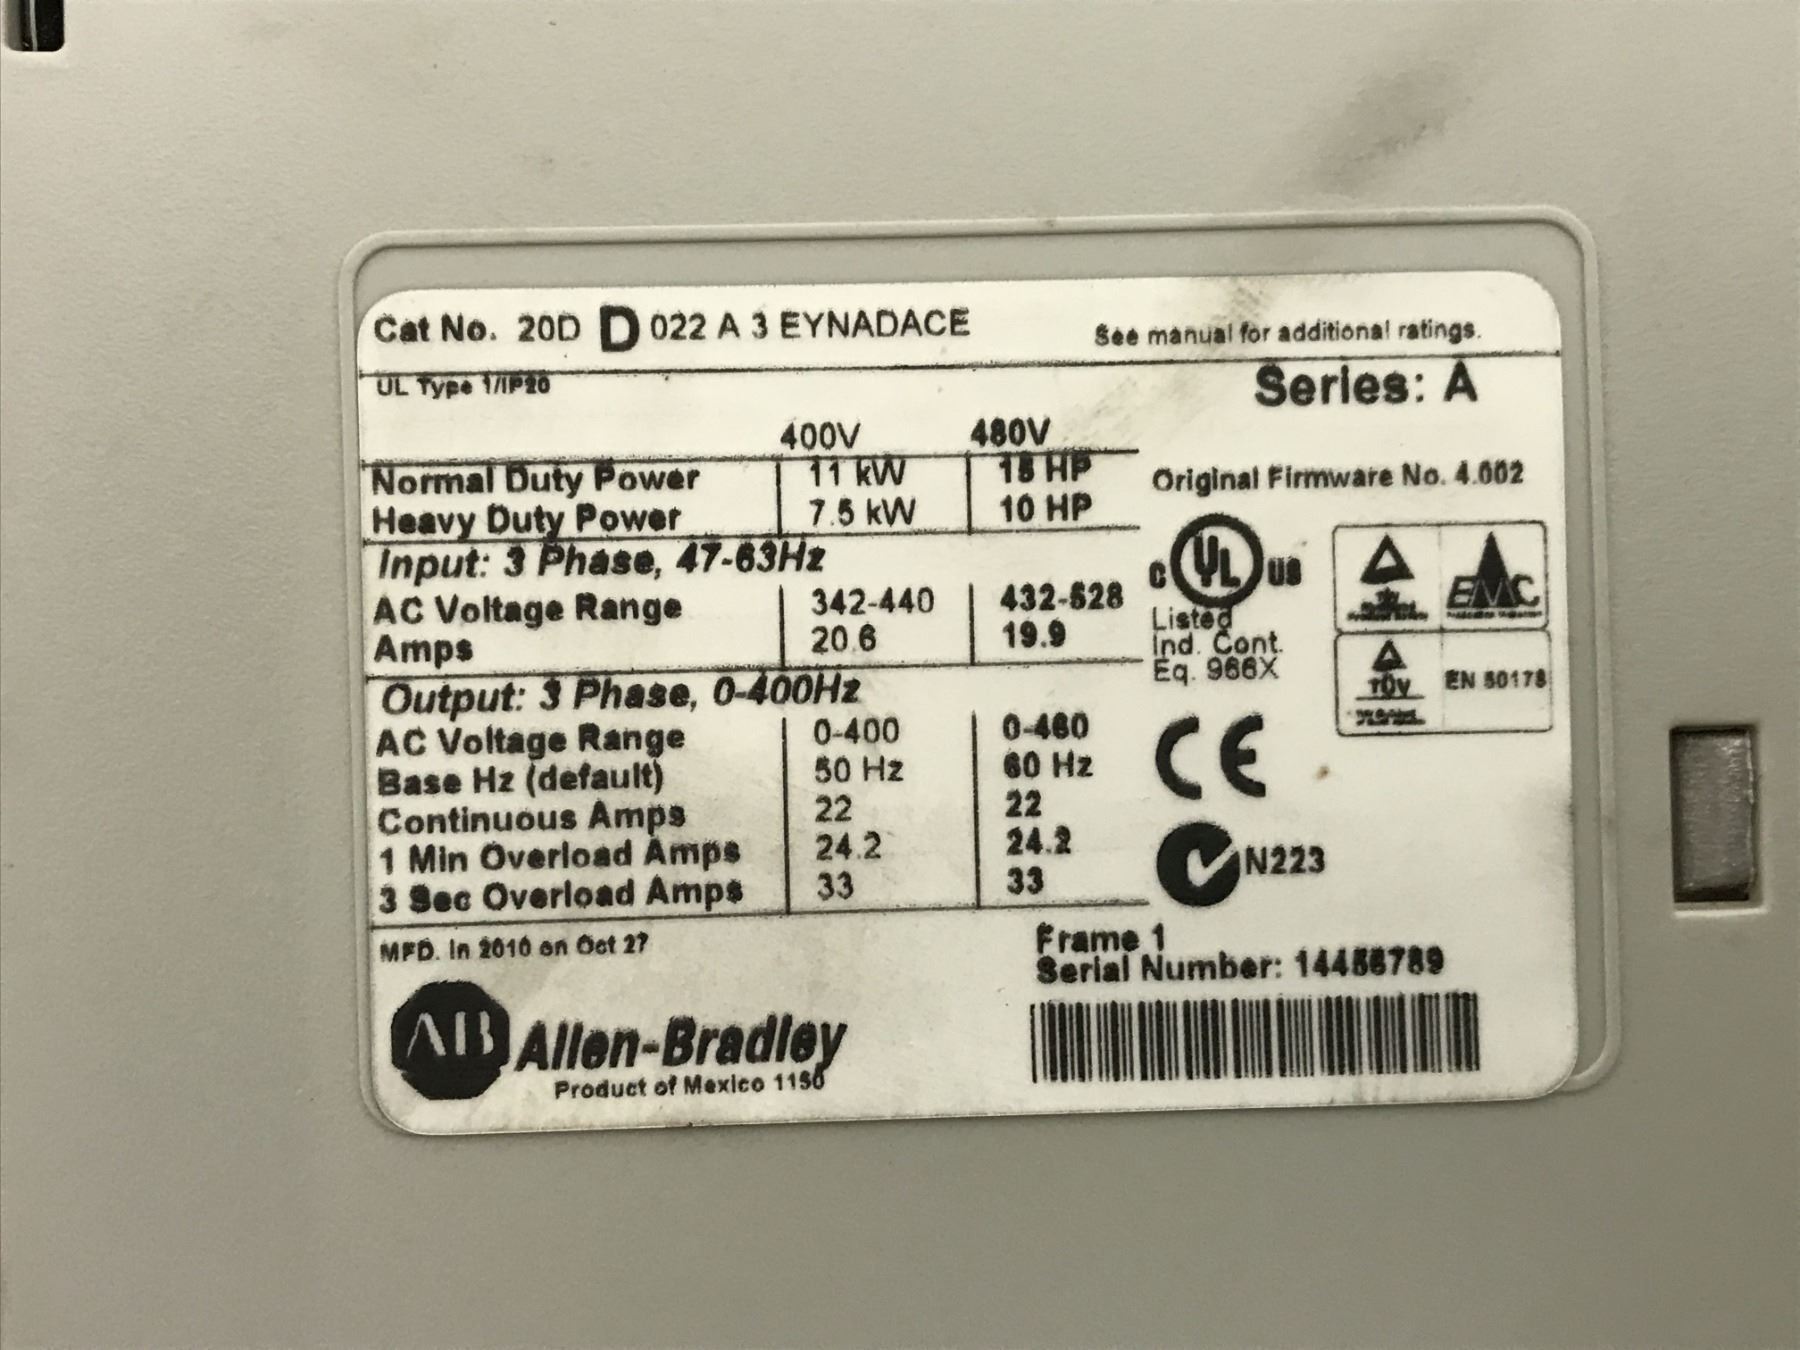 Cat No. 20D D 022 A 3 EYNADACE
See manual for additional ratings.
UL Type 1/IP20
Series: A
400V 480V
Normal Duty Power 11 kW 15 HP
Heavy Duty Power 7.5 kW 10 HP
Original Firmware No. 4.002
Input: 3 Phase, 47-63Hz
AC Voltage Range 342-440 432-528
Amps 20.6 19.9
C UL US
Listed
Ind. Cont.
Eq. 966X
EMC
TÜV
EN 50178
Output: 3 Phase, 0-400Hz
AC Voltage Range 0-400 0-460
Base Hz (default) 50 Hz 60 Hz
Continuous Amps 22 22
1 Min Overload Amps 24.2 24.2
3 Sec Overload Amps 33 33
CE
N223
MFD. in 2010 on Oct 27
Frame 1
Serial Number: 14456789
AB Allen-Bradley
Product of Mexico 1150